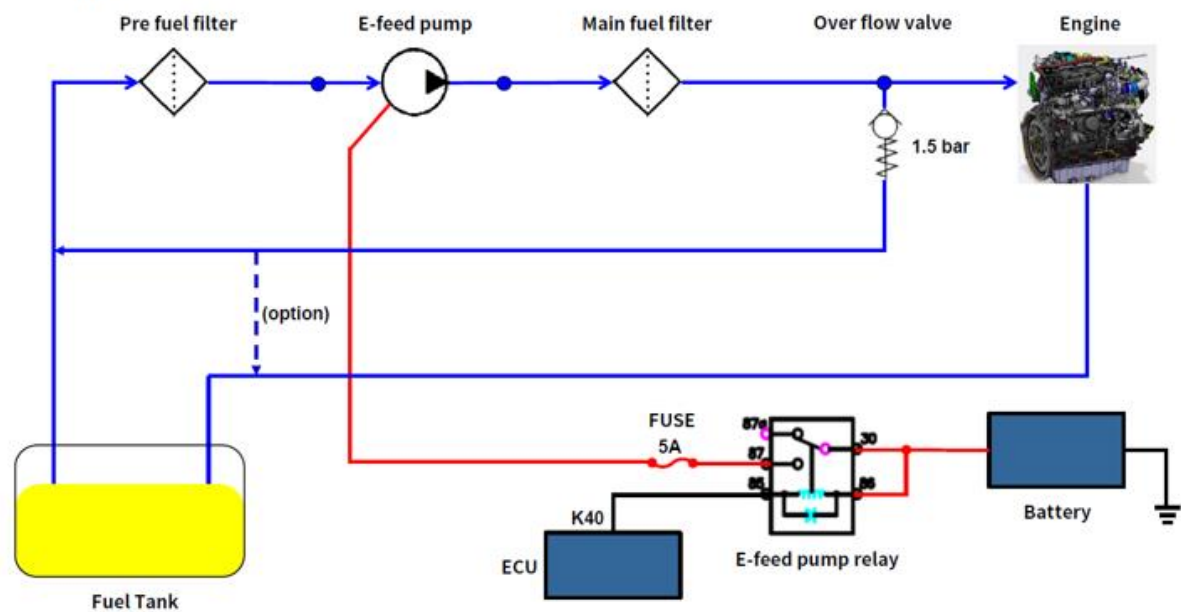 Pre fuel filter
E-feed pump
Main fuel filter
Over flow valve
Engine
1.5 bar
(option)
FUSE
5A
87a
30
87
85
86
K40
ECU
E-feed pump relay
Battery
Fuel Tank